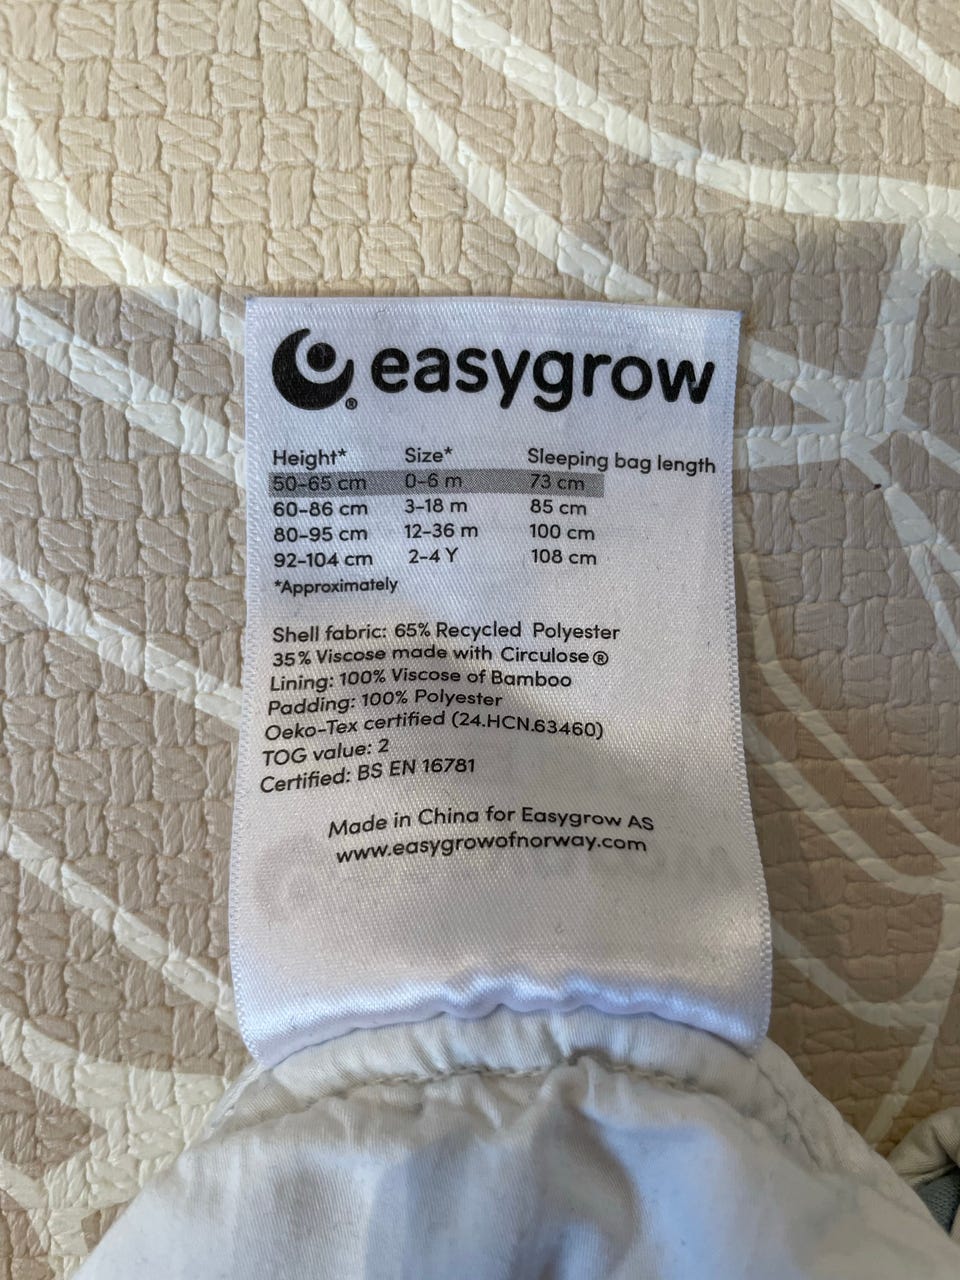 easygrow
®
Height* Size* Sleeping bag length
50-65 cm 0-6 m 73 cm
60-86 cm 3-18 m 85 cm
80-95 cm 12-36 m 100 cm
92-104 cm 2-4 Y 108 cm
*Approximately
Shell fabric: 65% Recycled Polyester
35% Viscose made with Circulose®
Lining: 100% Viscose of Bamboo
Padding: 100% Polyester
Oeko-Tex certified (24.HCN.63460)
TOG value: 2
Certified: BS EN 16781
Made in China for Easygrow AS
www.easygrowofnorway.com